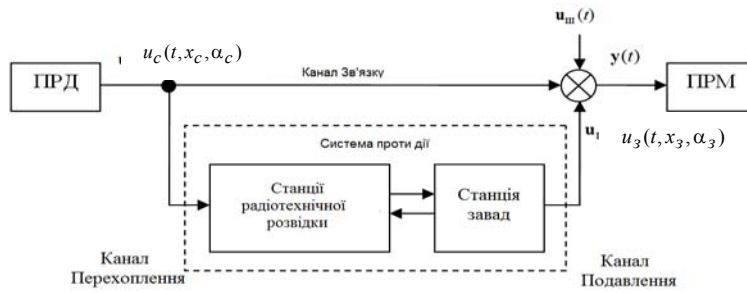 u_ш(t)
u_c(t, x_c, α_c)
y(t)
ПРД
Канал Зв'язку
ПРМ
Система проти дії
u₁
u_з(t, x_з, α_з)
Станції
радіотехнічної
розвідки
Станція
завад
Канал
Перехоплення
Канал
Подавлення